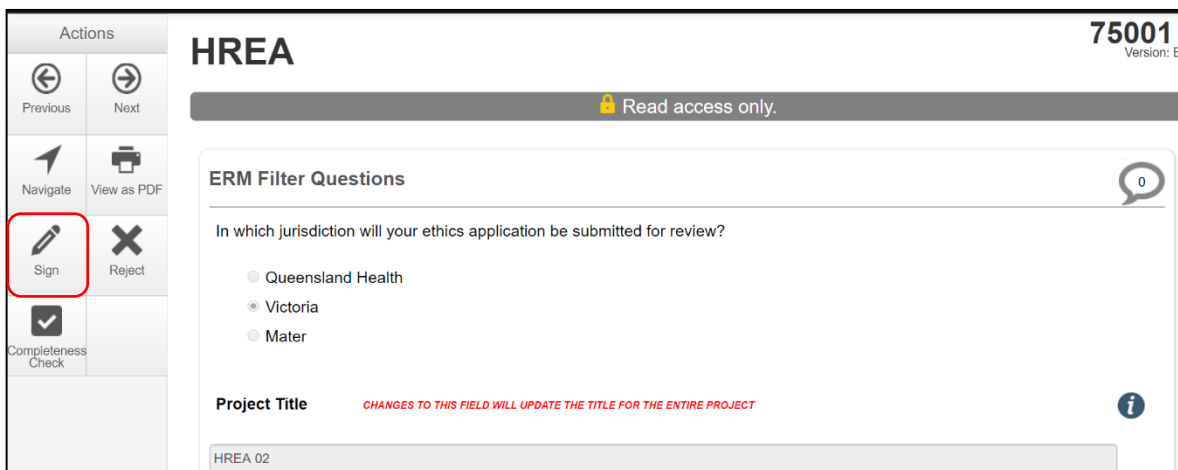 Actions
Previous
Next
Navigate
View as PDF
Sign
Reject
Completeness
Check
HREA
75001
Version:
Read access only.
ERM Filter Questions
0
In which jurisdiction will your ethics application be submitted for review?
Queensland Health
Victoria
Mater
Project Title
CHANGES TO THIS FIELD WILL UPDATE THE TITLE FOR THE ENTIRE PROJECT
i
HREA 02